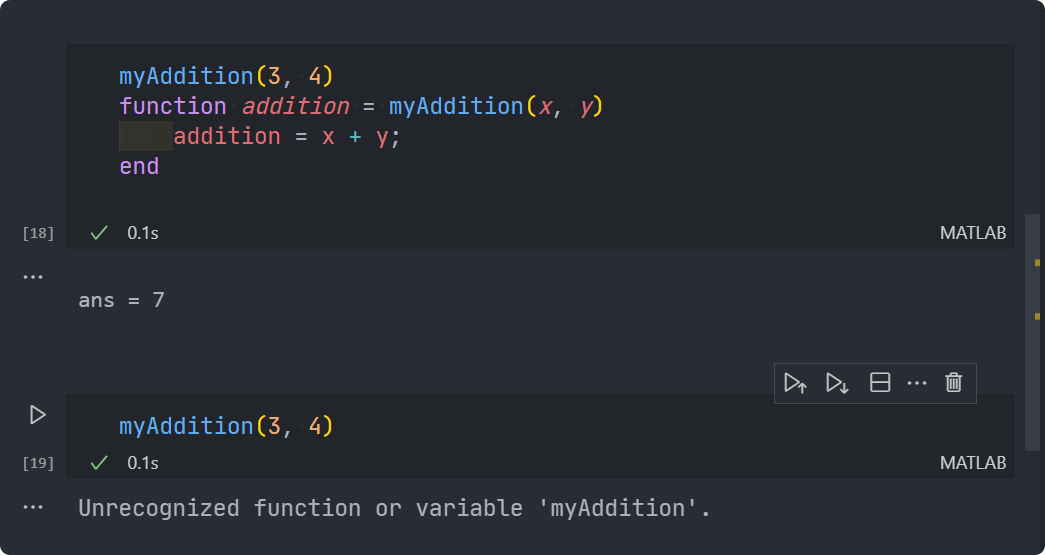 myAddition(3, 4)
function addition = myAddition(x, y)
    addition = x + y;
end
[18] 0.1s MATLAB
ans = 7
myAddition(3, 4)
[19] 0.1s MATLAB
Unrecognized function or variable 'myAddition'.